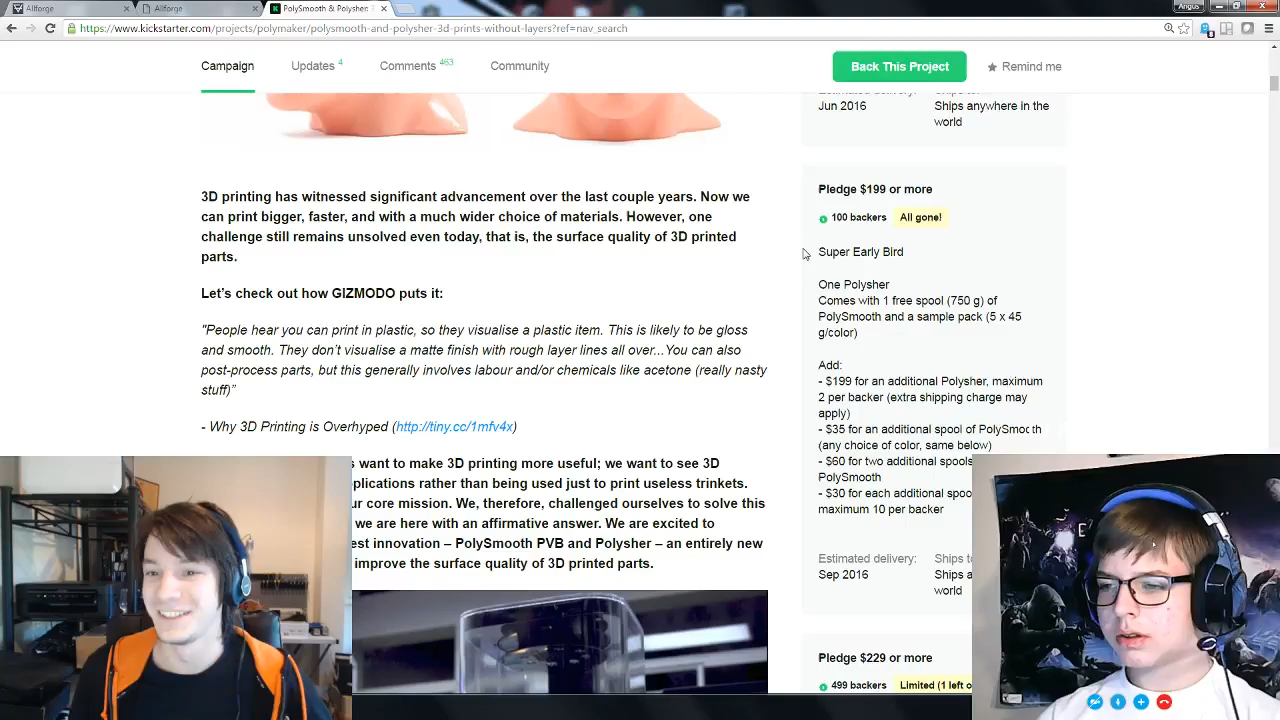 Allforge
Allforge
PolySmooth & Polysher:
Angus
https://www.kickstarter.com/projects/polymaker/polysmooth-and-polysher-3d-prints-without-layers?ref=nav_search
Campaign
Updates 4
Comments 463
Community
Back This Project
Remind me
Jun 2016
Ships anywhere in the
world
3D printing has witnessed significant advancement over the last couple years. Now we
can print bigger, faster, and with a much wider choice of materials. However, one
challenge still remains unsolved even today, that is, the surface quality of 3D printed
parts.
Let's check out how GIZMODO puts it:
"People hear you can print in plastic, so they visualise a plastic item. This is likely to be gloss
and smooth. They don't visualise a matte finish with rough layer lines all over...You can also
post-process parts, but this generally involves labour and/or chemicals like acetone (really nasty
stuff)"
- Why 3D Printing is Overhyped (http://tiny.cc/1mfv4x)
want to make 3D printing more useful; we want to see 3D
plications rather than being used just to print useless trinkets.
ur core mission. We, therefore, challenged ourselves to solve this
we are here with an affirmative answer. We are excited to
est innovation – PolySmooth PVB and Polysher – an entirely new
improve the surface quality of 3D printed parts.
Pledge $199 or more
100 backers All gone!
Super Early Bird
One Polysher
Comes with 1 free spool (750 g) of
PolySmooth and a sample pack (5 x 45
g/color)
Add:
- $199 for an additional Polysher, maximum
2 per backer (extra shipping charge may
apply)
- $35 for an additional spool of PolySmooth
(any choice of color, same below)
- $60 for two additional spools
PolySmooth
- $30 for each additional spoo
maximum 10 per backer
Estimated delivery:
Ships to
Sep 2016
Ships a
world
Pledge $229 or more
499 backers Limited (1 left o